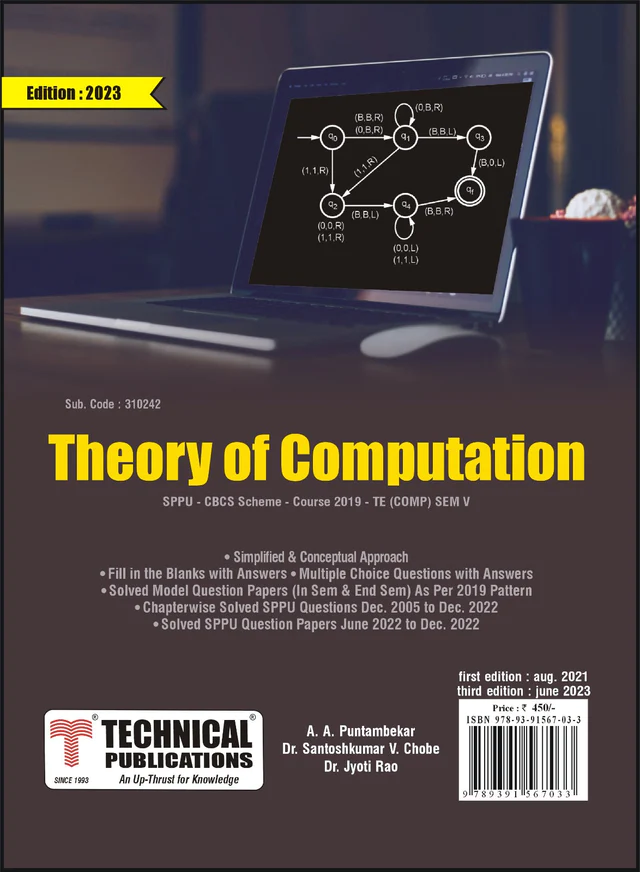 Edition : 2023
(0,B,R)
(B,B,R)
(0,B,R)
(B,B,L)
q₀
q₁
q₃
(1,1,R)
(1,1,R)
(B,0,L)
q₂
q₄
q_f
(B,B,L)
(B,B,R)
(0,0,R)
(1,1,R)
(0,0,L)
(1,1,L)
Sub. Code : 310242
Theory of Computation
SPPU - CBCS Scheme - Course 2019 - TE (COMP) SEM V
• Simplified & Conceptual Approach
• Fill in the Blanks with Answers • Multiple Choice Questions with Answers
• Solved Model Question Papers (In Sem & End Sem) As Per 2019 Pattern
• Chapterwise Solved SPPU Questions Dec. 2005 to Dec. 2022
• Solved SPPU Question Papers June 2022 to Dec. 2022
first edition : aug. 2021
third edition : june 2023
Price : ₹ 450/-
ISBN 978-93-91567-03-3
9 789391 567033
A. A. Puntambekar
Dr. Santoshkumar V. Chobe
Dr. Jyoti Rao
®
TECHNICAL®
PUBLICATIONS
SINCE 1993
An Up-Thrust for Knowledge